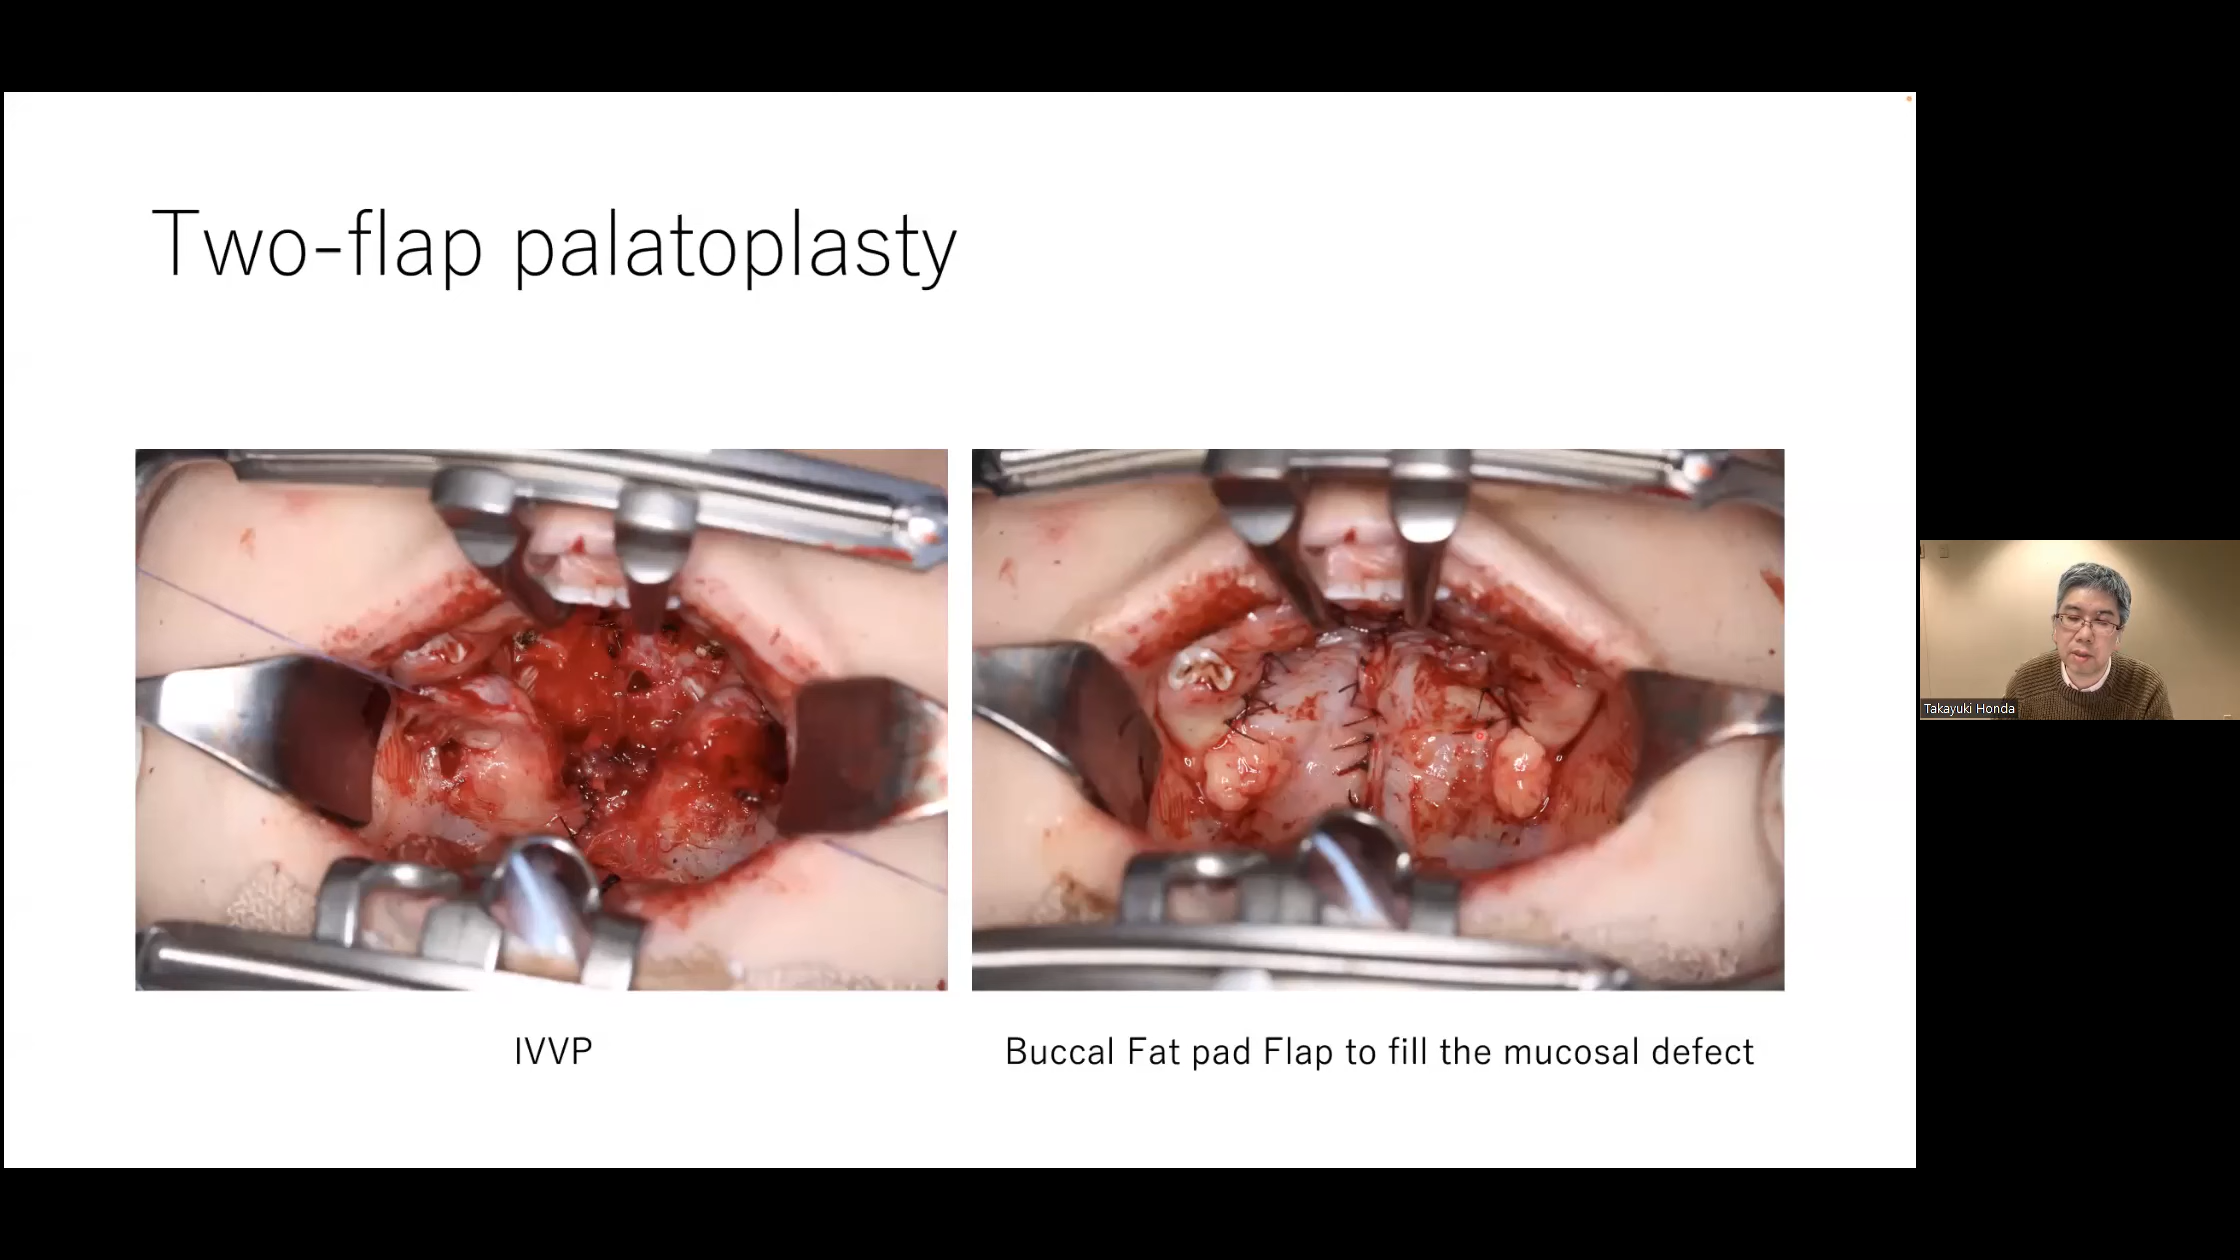 Two-flap palatoplasty
IVVP
Buccal Fat pad Flap to fill the mucosal defect
Takayuki Honda